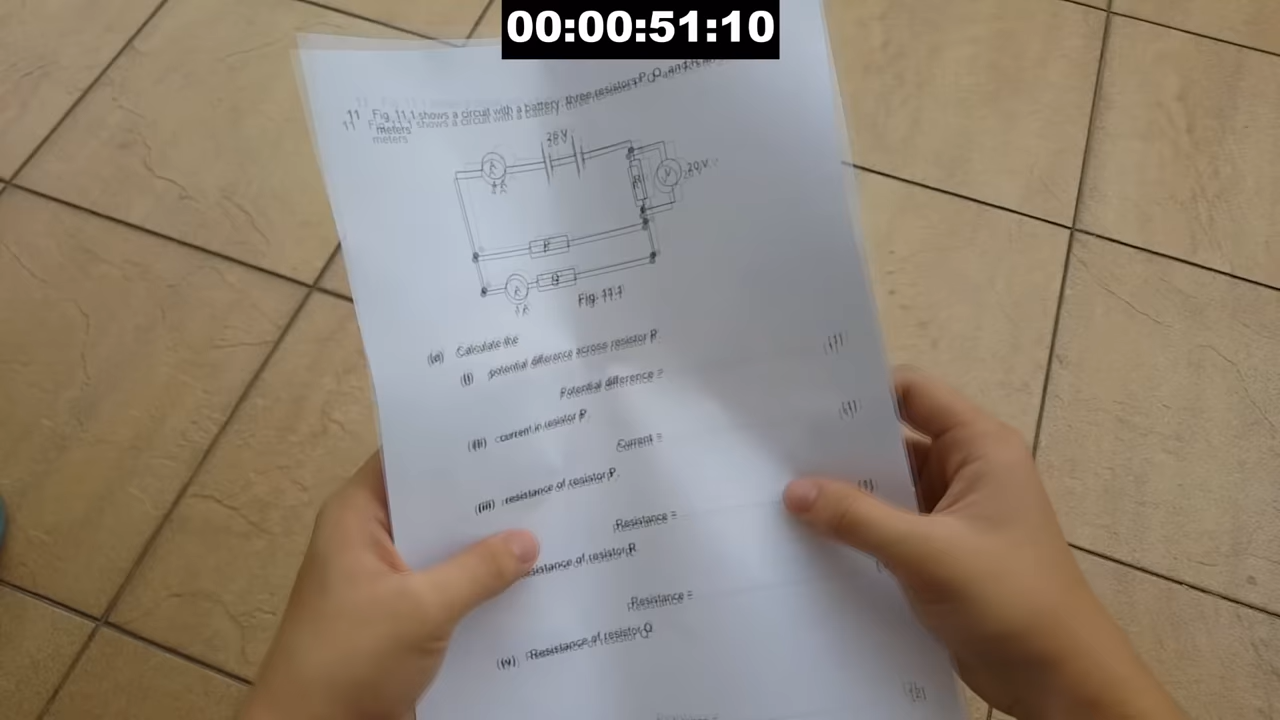 00:00:51:10
11 Fig. 11.1 shows a circuit with a battery, three resistors P, Q, and R
meters
26 V
A
R
V
20 V
P
A
Q
1 A
Fig. 11.1
(a) Calculate the
(i) potential difference across resistor P.
[1]
Potential difference =
(ii) current in resistor P.
[1]
Current =
(iii) resistance of resistor P.
Resistance =
resistance of resistor R
Resistance =
(v) Resistance of resistor Q
[2]